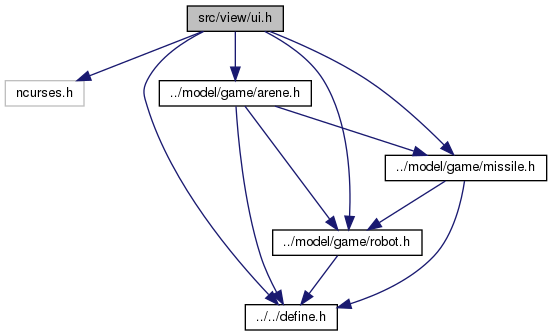 src/view/ui.h
ncurses.h
../model/game/arene.h
../model/game/missile.h
../model/game/robot.h
../../define.h